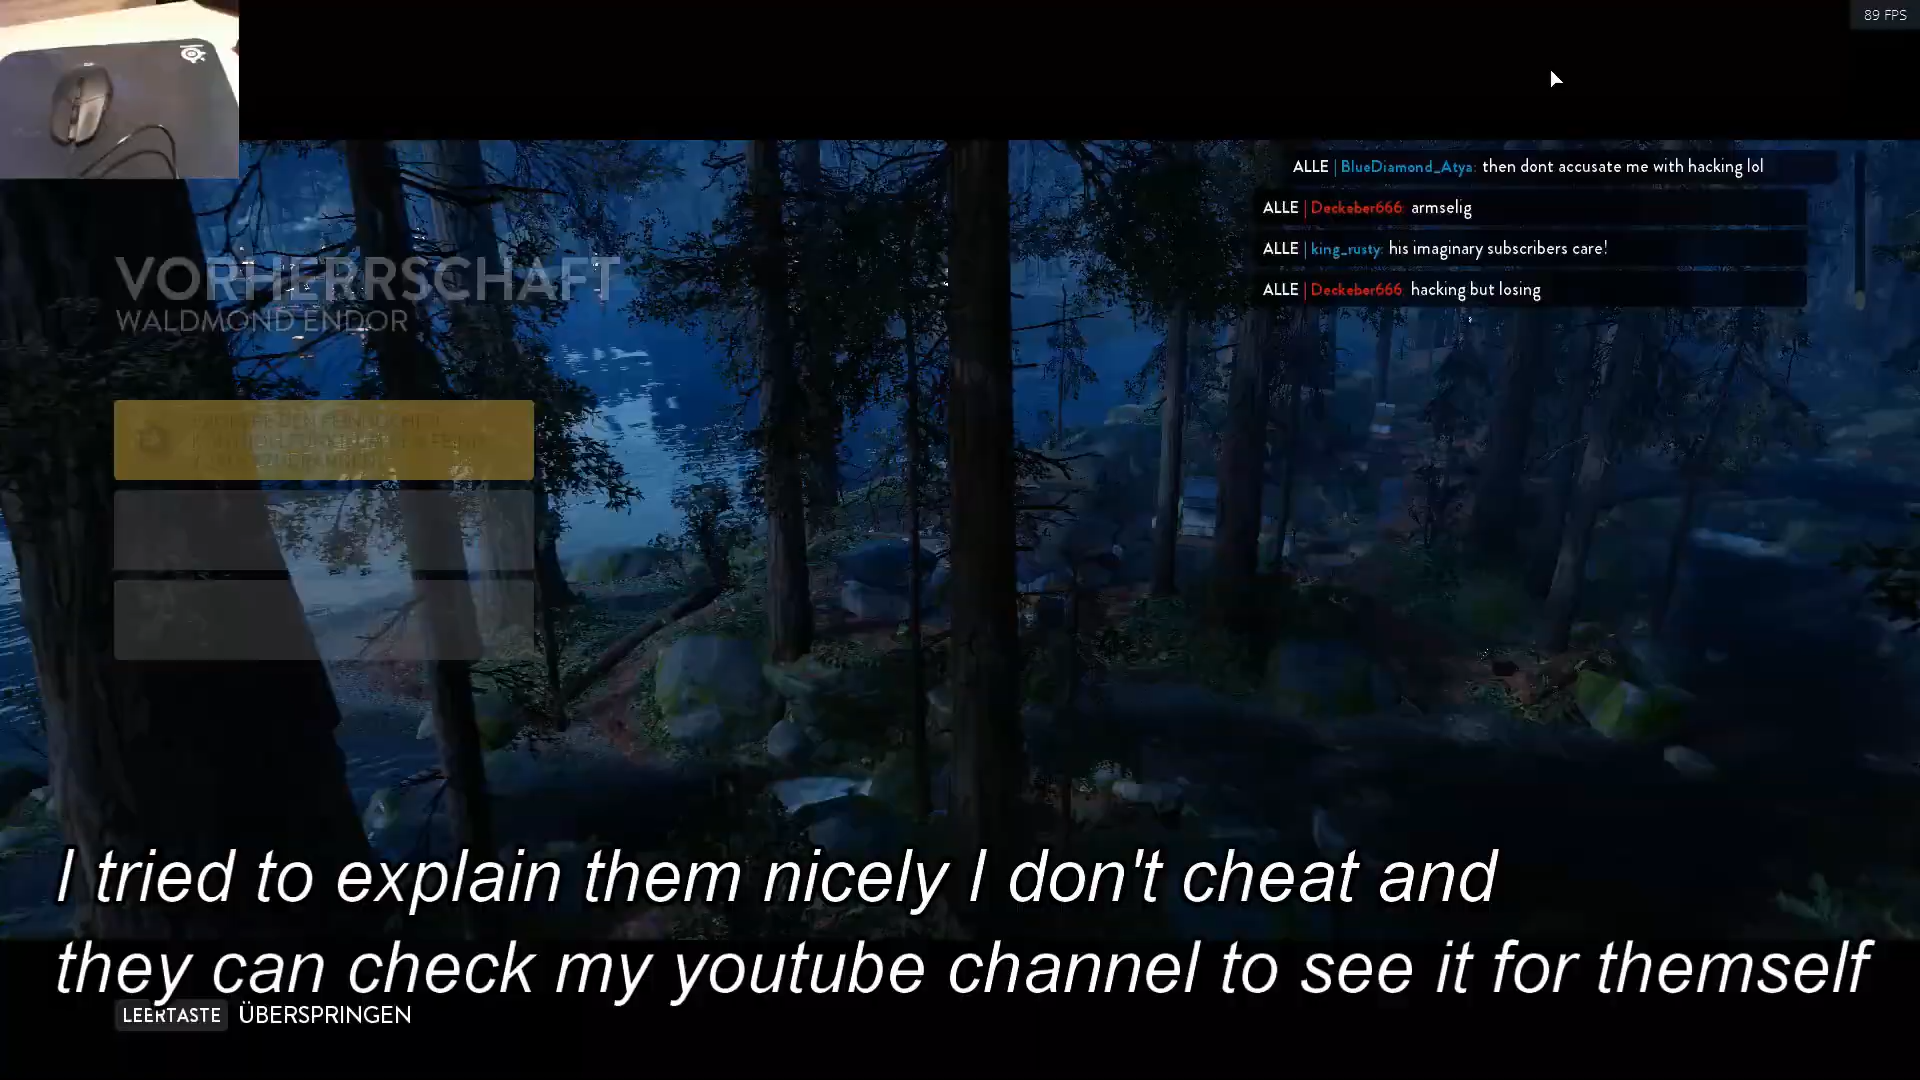 89 FPS
ALLE | BlueDiamond_Atya: then dont accusate me with hacking lol
ALLE | Deckeber666: armselig
ALLE | king_rusty: his imaginary subscribers care!
ALLE | Deckeber666: hacking but losing
VORHERRSCHAFT
WALDMOND ENDOR
I tried to explain them nicely I don't cheat and
they can check my youtube channel to see it for themself
LEERTASTE ÜBERSPRINGEN